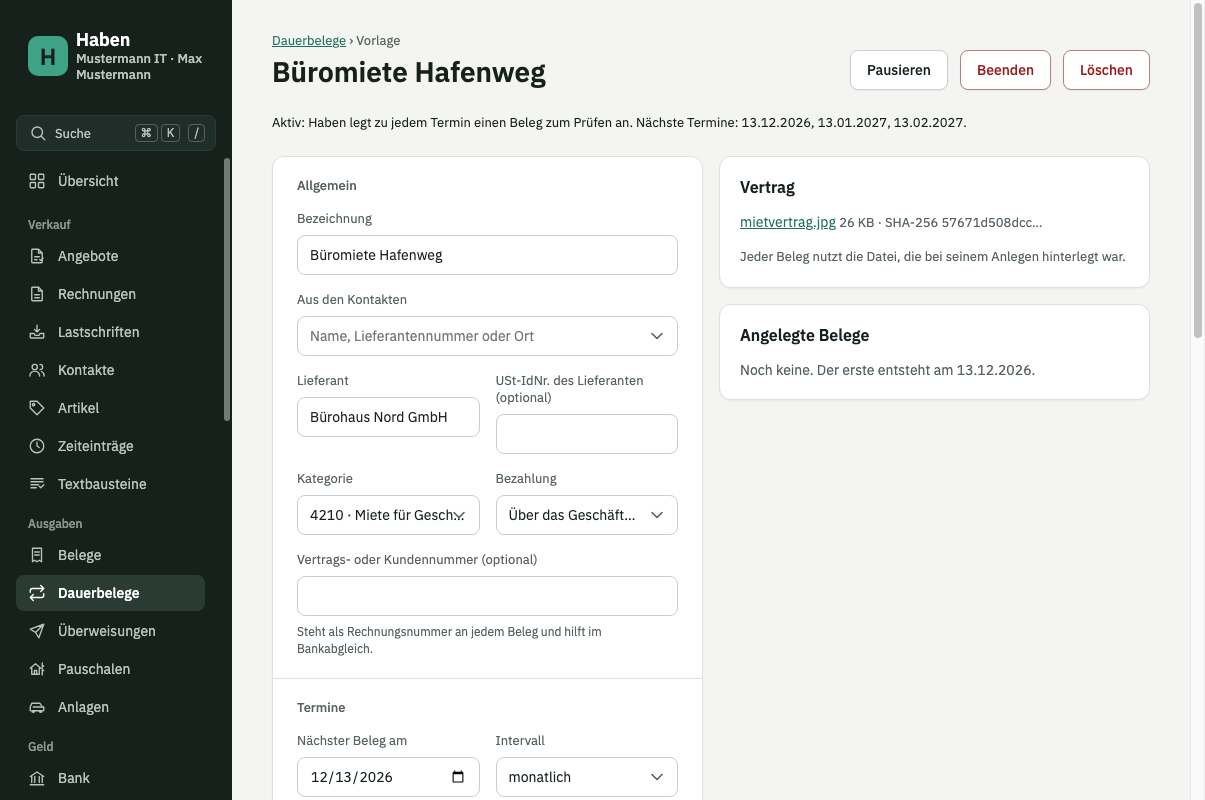 H
Haben
Mustermann IT · Max
Mustermann
Suche
⌘ K /
Übersicht
Verkauf
Angebote
Rechnungen
Lastschriften
Kontakte
Artikel
Zeiteinträge
Textbausteine
Ausgaben
Belege
Dauerbelege
Überweisungen
Pauschalen
Anlagen
Geld
Bank
Dauerbelege › Vorlage
Büromiete Hafenweg
Pausieren
Beenden
Löschen
Aktiv: Haben legt zu jedem Termin einen Beleg zum Prüfen an. Nächste Termine: 13.12.2026, 13.01.2027, 13.02.2027.
Allgemein
Bezeichnung
Büromiete Hafenweg
Aus den Kontakten
Name, Lieferantennummer oder Ort
Lieferant
Bürohaus Nord GmbH
USt-IdNr. des Lieferanten
(optional)
Kategorie
4210 · Miete für Gesch...
Bezahlung
Über das Geschäft...
Vertrags- oder Kundennummer (optional)
Steht als Rechnungsnummer an jedem Beleg und hilft im
Bankabgleich.
Termine
Nächster Beleg am
12/13/2026
Intervall
monatlich
Vertrag
mietvertrag.jpg 26 KB · SHA-256 57671d508dcc…
Jeder Beleg nutzt die Datei, die bei seinem Anlegen hinterlegt war.
Angelegte Belege
Noch keine. Der erste entsteht am 13.12.2026.